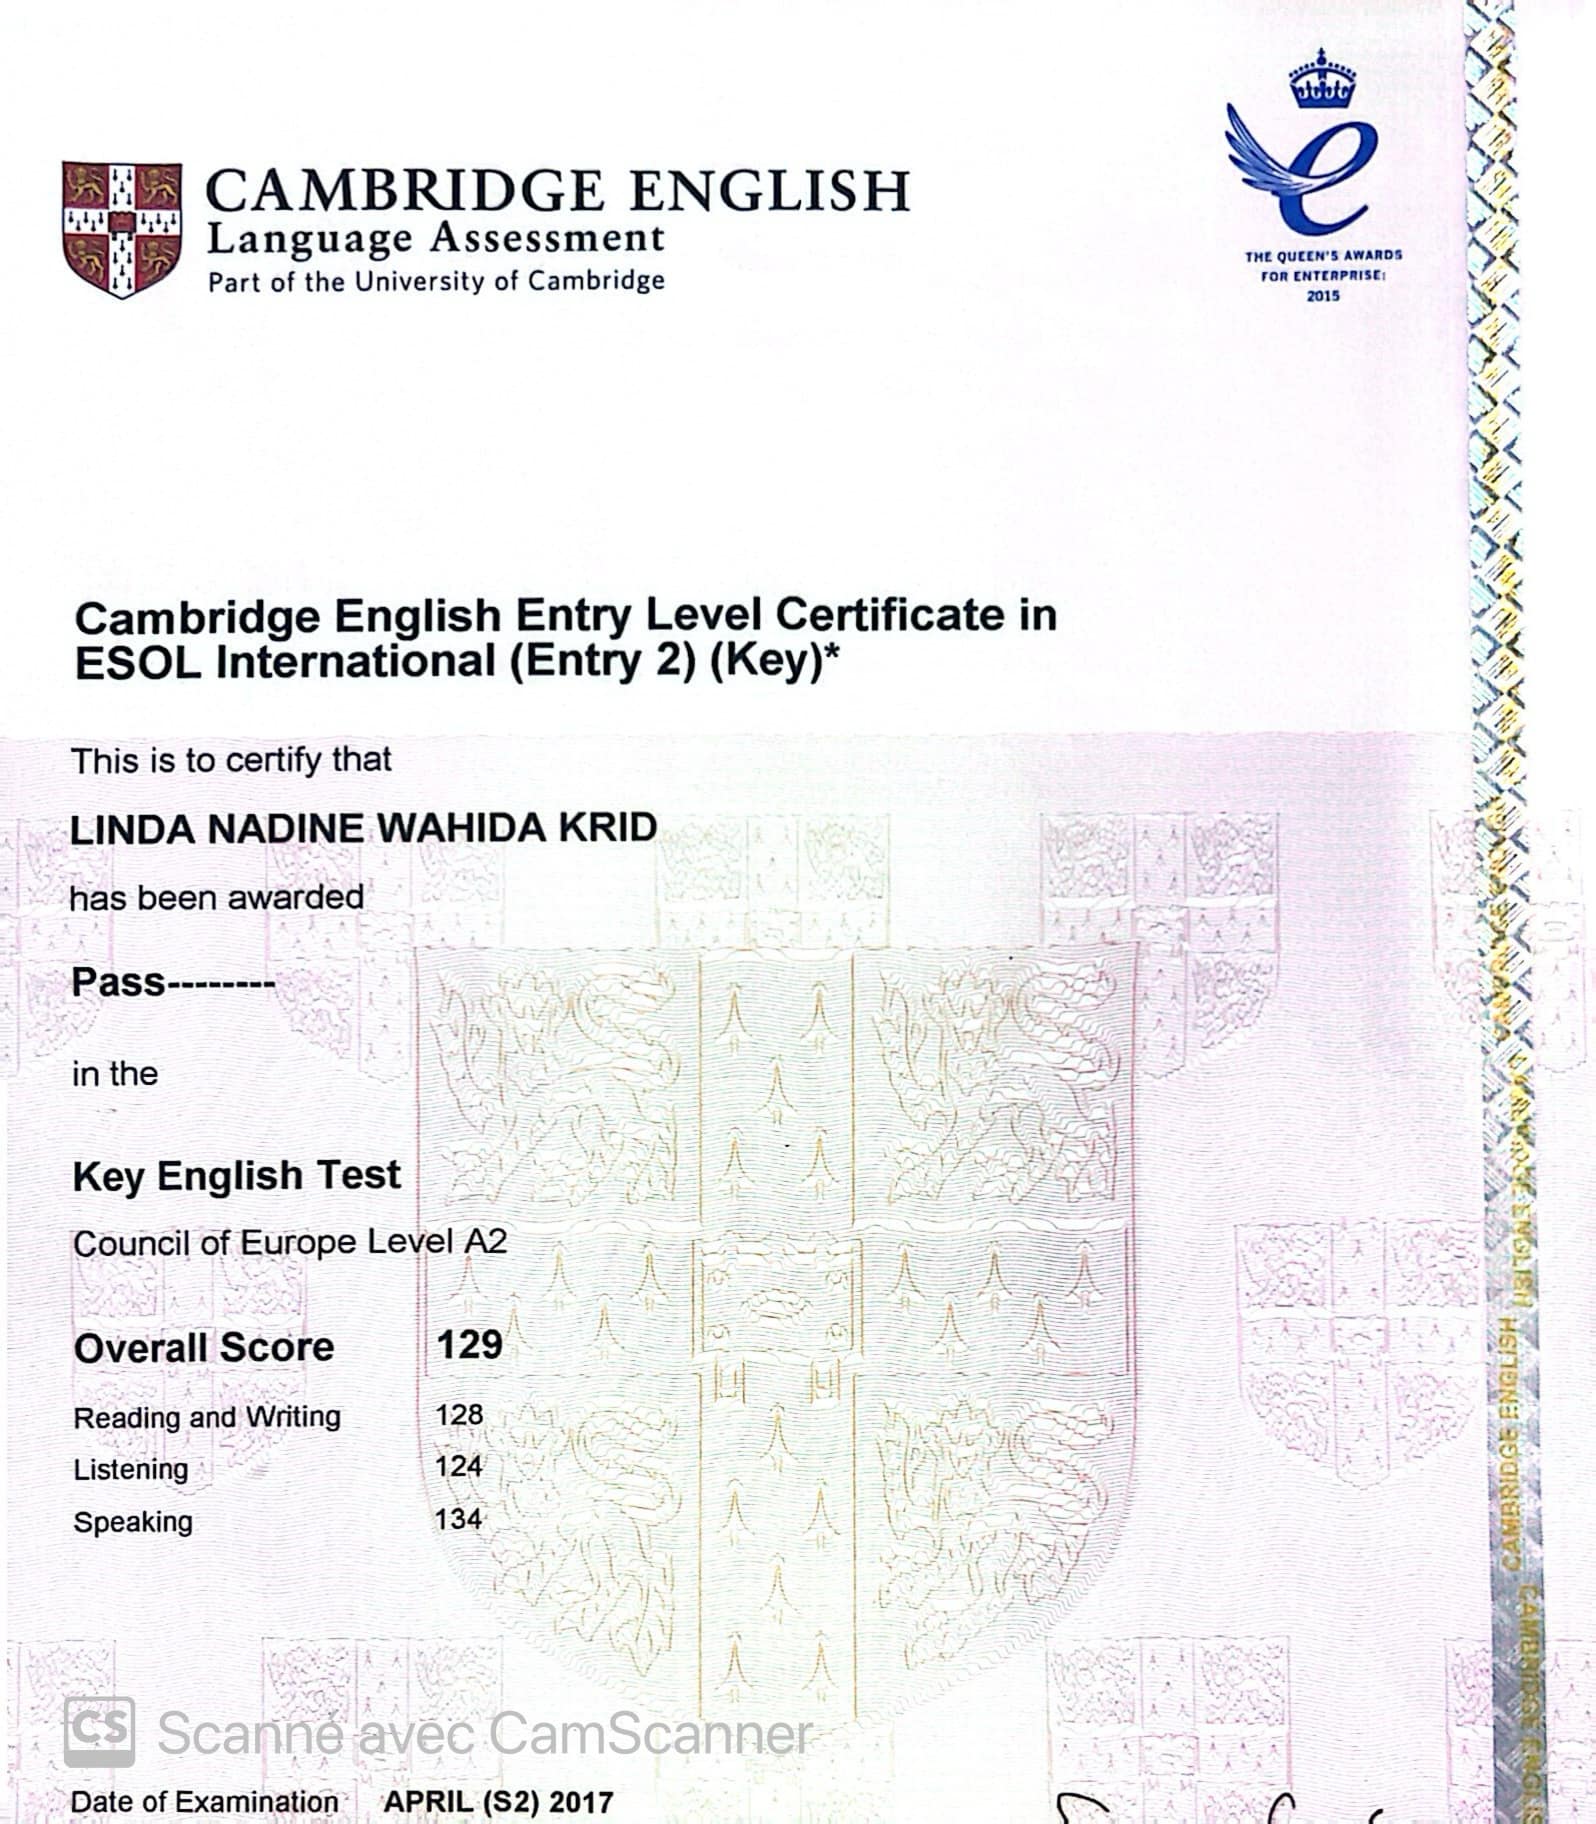 CAMBRIDGE ENGLISH
Language Assessment
Part of the University of Cambridge
THE QUEEN'S AWARDS
FOR ENTERPRISE:
2015
Cambridge English Entry Level Certificate in
ESOL International (Entry 2) (Key)*
This is to certify that
LINDA NADINE WAHIDA KRID
has been awarded
Pass--------
in the
Key English Test
Council of Europe Level A2
Overall Score 129
Reading and Writing 128
Listening 124
Speaking 134
CS Scanné avec CamScanner
Date of Examination APRIL (S2) 2017
CAMBRIDGE ENGLISH